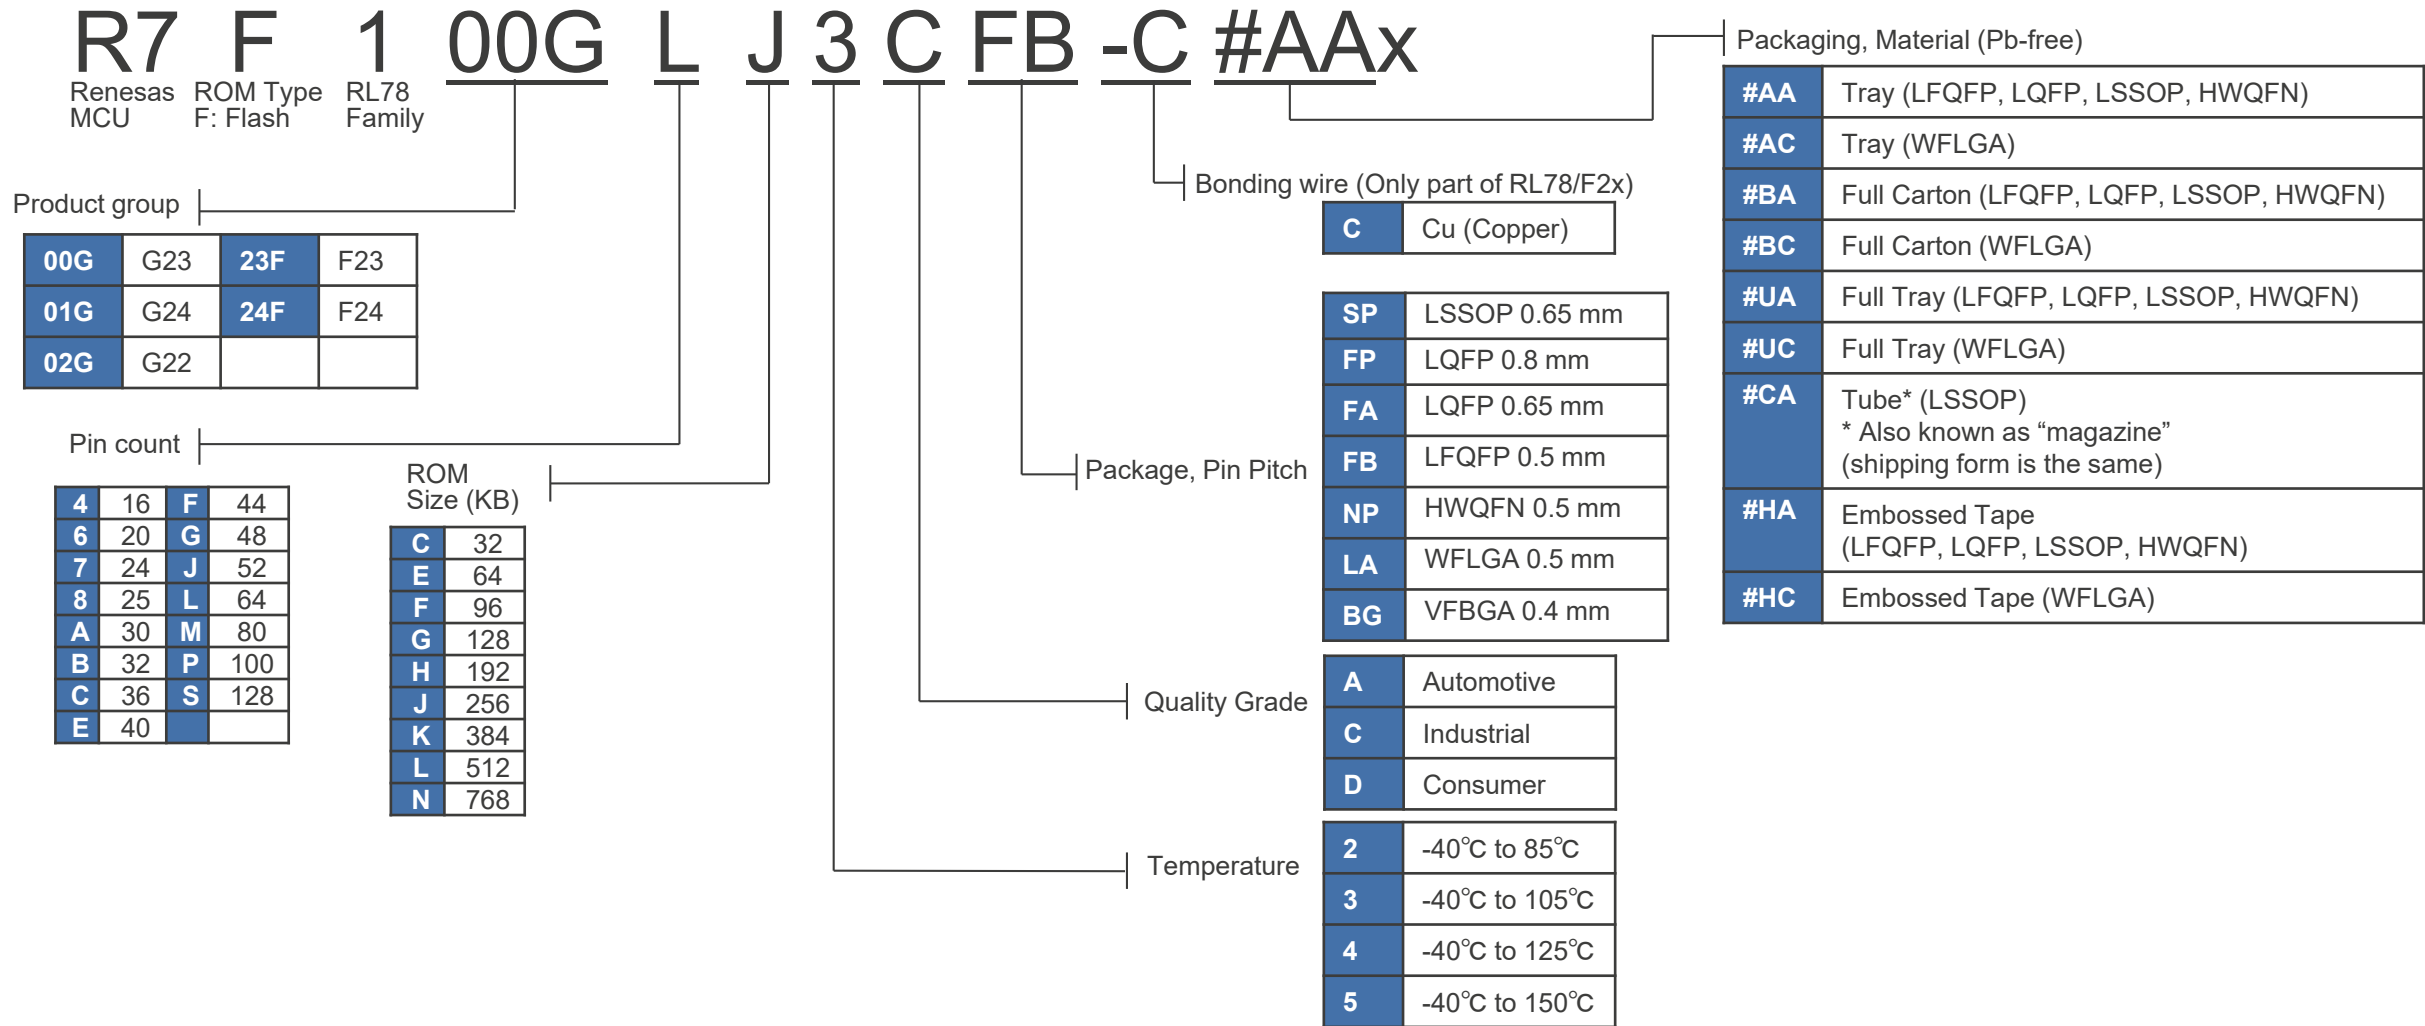 R7 F 1 00G L J 3 C FB -C #AAx
Renesas MCU
ROM Type F: Flash
RL78 Family
Product group
00G G23 23F F23
01G G24 24F F24
02G G22
Pin count
4 16 F 44
6 20 G 48
7 24 J 52
8 25 L 64
A 30 M 80
B 32 P 100
C 36 S 128
E 40
ROM
Size (KB)
C 32
E 64
F 96
G 128
H 192
J 256
K 384
L 512
N 768
Bonding wire (Only part of RL78/F2x)
C Cu (Copper)
Package, Pin Pitch
SP LSSOP 0.65 mm
FP LQFP 0.8 mm
FA LQFP 0.65 mm
FB LFQFP 0.5 mm
NP HWQFN 0.5 mm
LA WFLGA 0.5 mm
BG VFBGA 0.4 mm
Quality Grade
A Automotive
C Industrial
D Consumer
Temperature
2 -40℃ to 85℃
3 -40℃ to 105℃
4 -40℃ to 125℃
5 -40℃ to 150℃
Packaging, Material (Pb-free)
#AA Tray (LFQFP, LQFP, LSSOP, HWQFN)
#AC Tray (WFLGA)
#BA Full Carton (LFQFP, LQFP, LSSOP, HWQFN)
#BC Full Carton (WFLGA)
#UA Full Tray (LFQFP, LQFP, LSSOP, HWQFN)
#UC Full Tray (WFLGA)
#CA Tube* (LSSOP)
* Also known as “magazine”
(shipping form is the same)
#HA Embossed Tape
(LFQFP, LQFP, LSSOP, HWQFN)
#HC Embossed Tape (WFLGA)